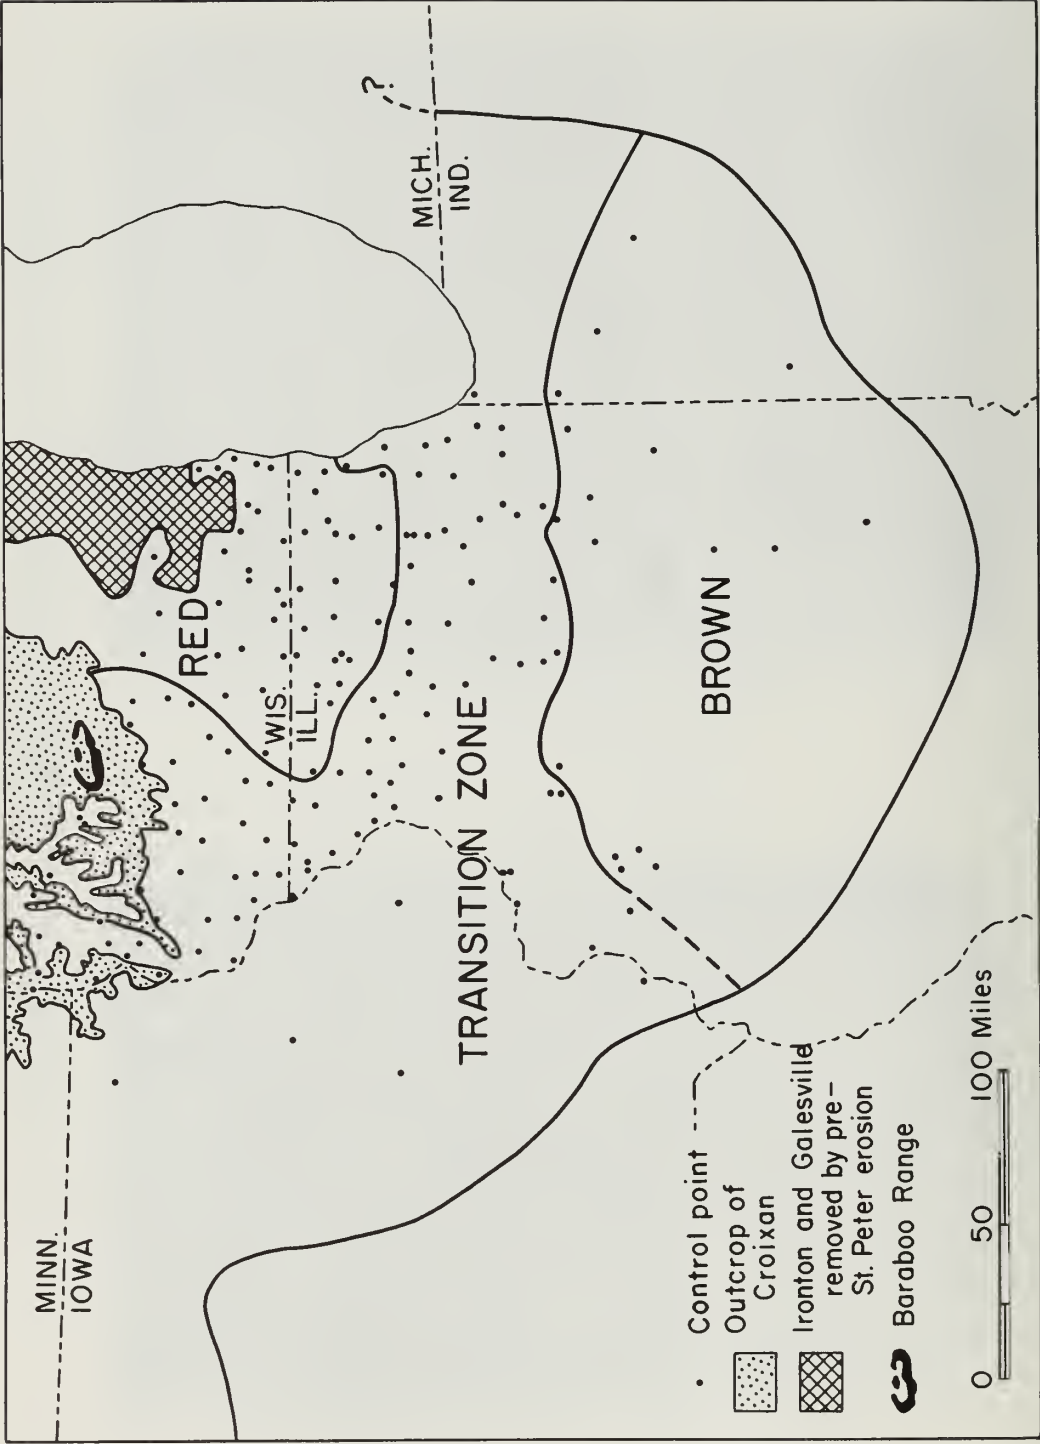 MINN.
IOWA
WIS.
ILL.
MICH.
IND.
?
RED
TRANSITION ZONE
BROWN
Control point
Outcrop of
Croixan
Ironton and Galesville
removed by pre-
St. Peter erosion
Baraboo Range
0 50 100 Miles